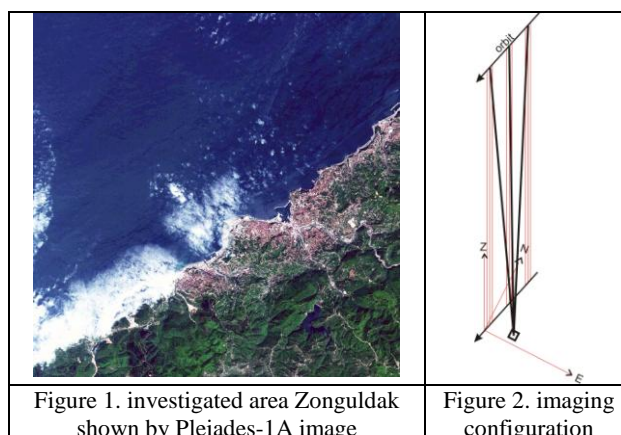 orbit
Z
N
E
Figure 1. investigated area Zonguldak
shown by Pleiades-1A image
Figure 2. imaging
configuration